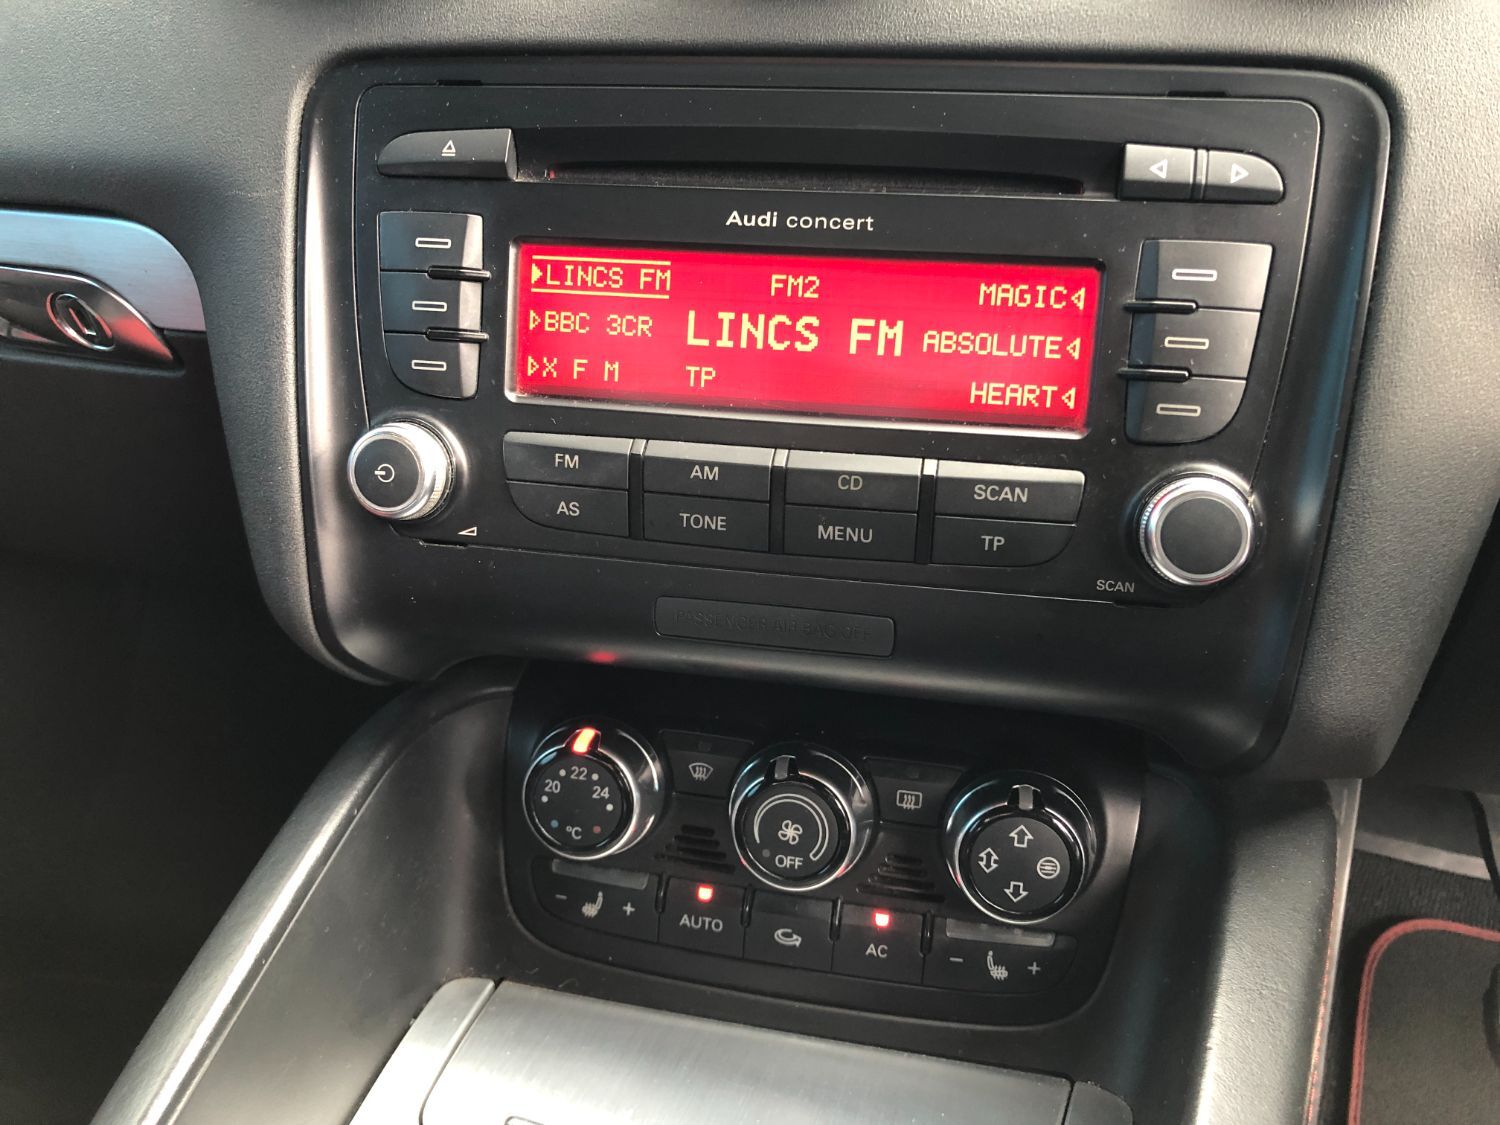 Audi concert
LINCS FM FM2 MAGIC
BBC 3CR LINCS FM ABSOLUTE
X F M TP HEART
FM AM CD SCAN
AS TONE MENU TP
SCAN
PASSENGER AIR BAG OFF
20 22 24
°C
OFF
- + AUTO AC - +